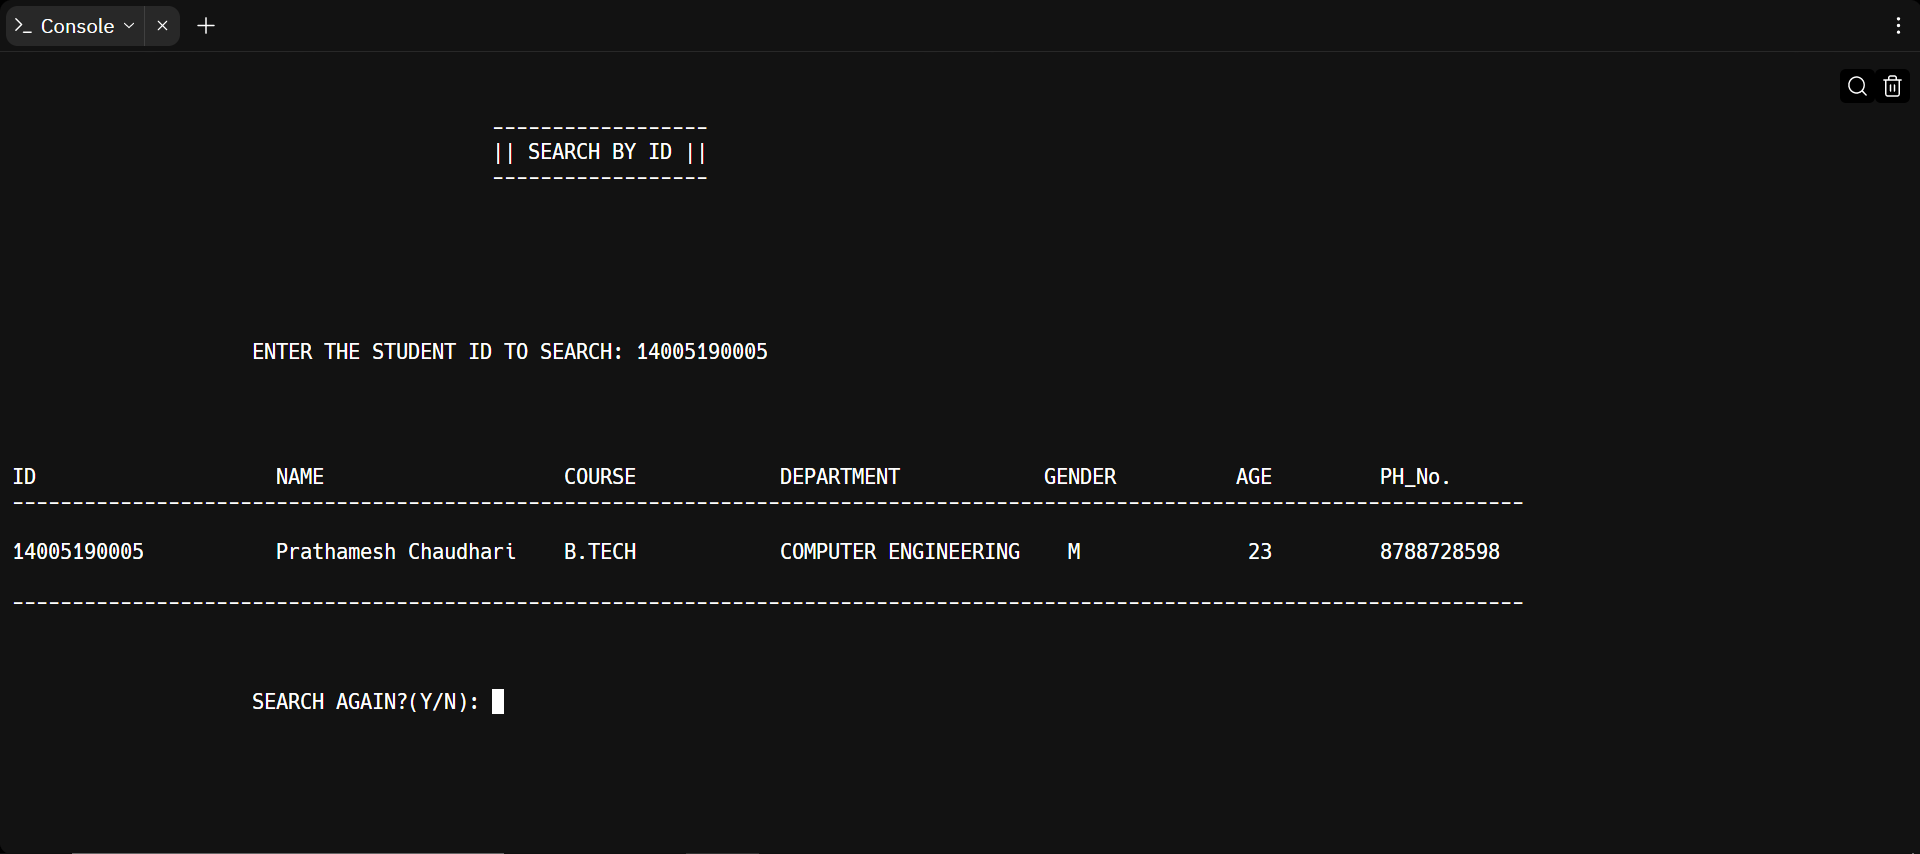 Console
------------------
|| SEARCH BY ID ||
------------------
ENTER THE STUDENT ID TO SEARCH: 14005190005
ID NAME COURSE DEPARTMENT GENDER AGE PH_No.
------------------------------------------------------------------------------------------------------------------------------
14005190005 Prathamesh Chaudhari B.TECH COMPUTER ENGINEERING M 23 8788728598
------------------------------------------------------------------------------------------------------------------------------
SEARCH AGAIN?(Y/N):